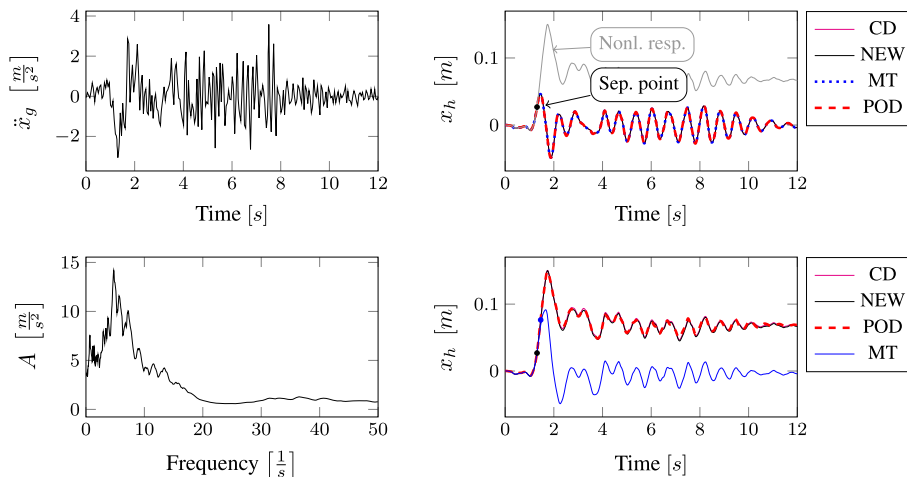 4
2
0
−2
0 2 4 6 8 10 12
ẍg [m/s²]
Time [s]
0.1
0
0 2 4 6 8 10 12
xh [m]
Time [s]
Nonl. resp.
Sep. point
CD
NEW
MT
POD
15
10
5
0
0 10 20 30 40 50
A [m/s²]
Frequency [1/s]
0.1
0
0 2 4 6 8 10 12
xh [m]
Time [s]
CD
NEW
POD
MT